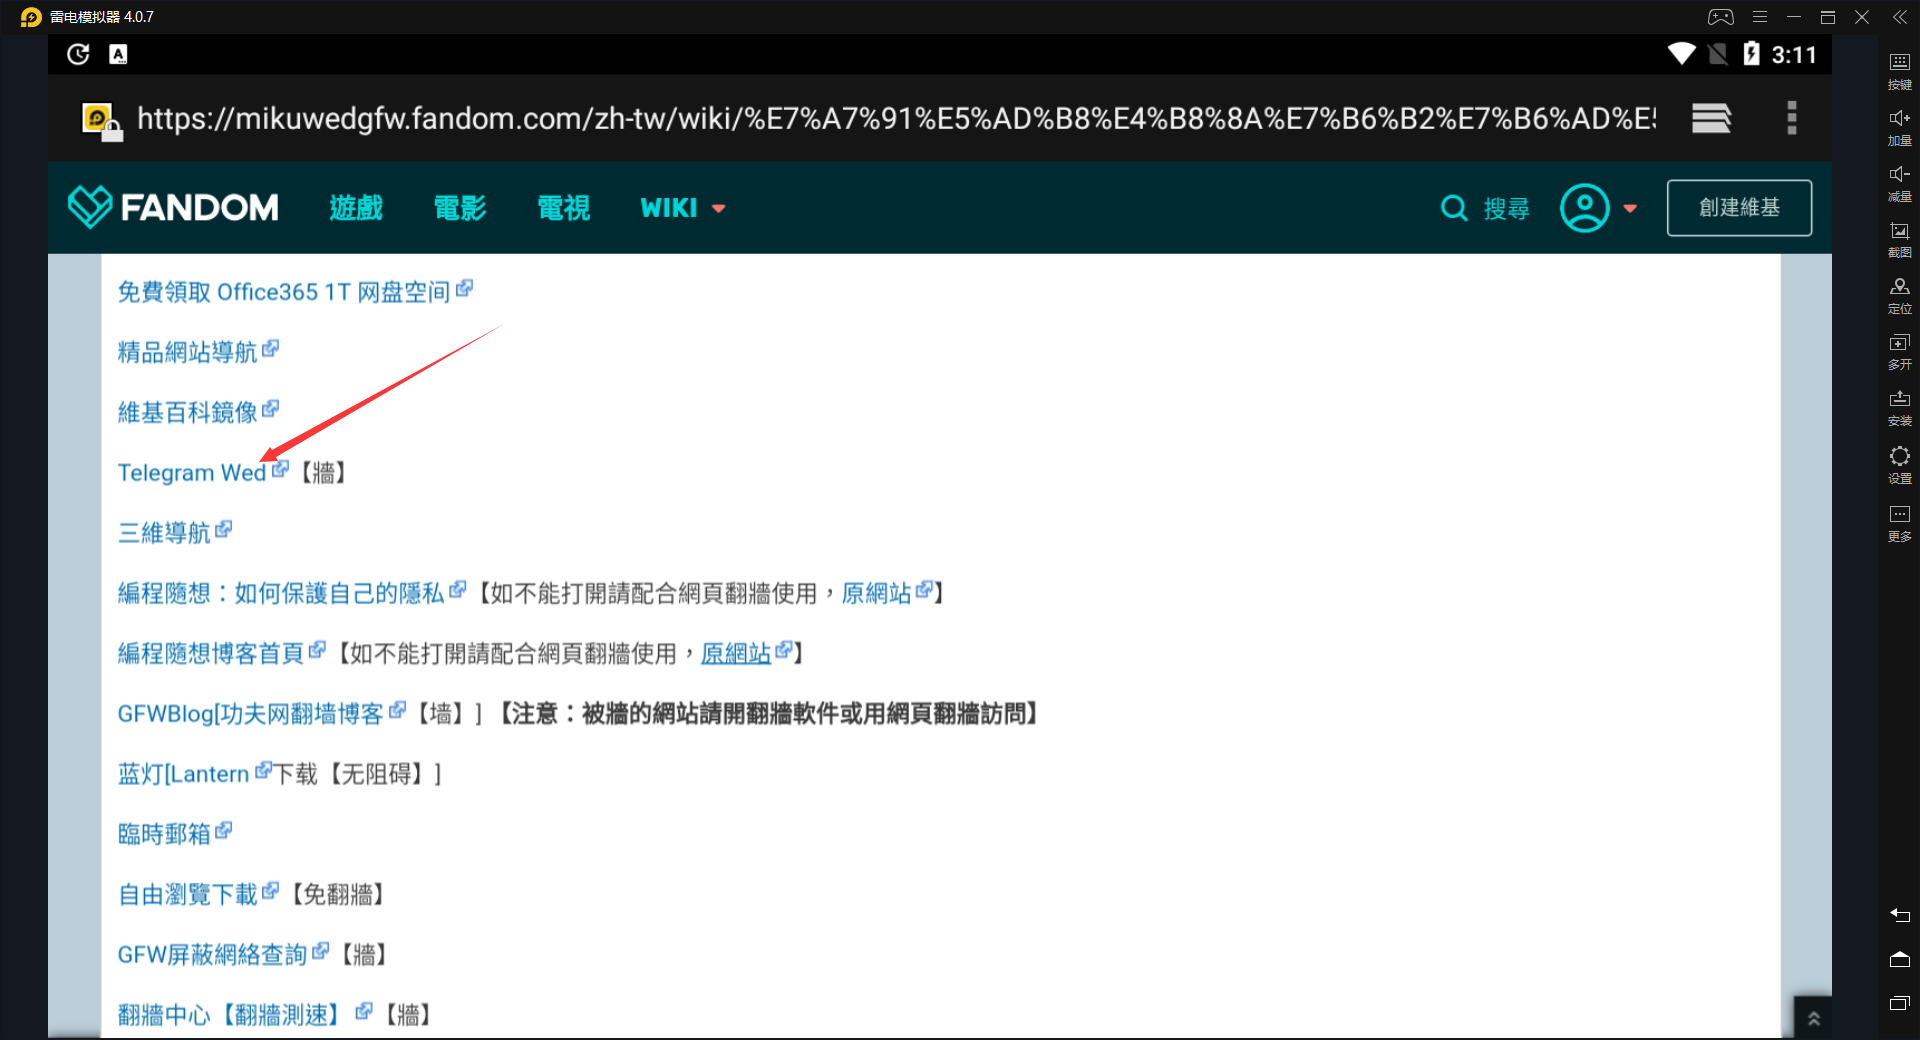 雷电模拟器 4.0.7
3:11
https://mikuwedgfw.fandom.com/zh-tw/wiki/%E7%A7%91%E5%AD%B8%E4%B8%8A%E7%B6%B2%E7%B6%AD%E5
FANDOM 遊戲 電影 電視 WIKI 搜尋 創建維基
免費領取 Office365 1T 网盘空间
精品網站導航
維基百科鏡像
Telegram Wed【牆】
三維導航
編程隨想：如何保護自己的隱私【如不能打開請配合網頁翻牆使用，原網站】
編程隨想博客首頁【如不能打開請配合網頁翻牆使用，原網站】
GFWBlog[功夫网翻墙博客【墙】] 【注意：被牆的網站請開翻牆軟件或用網頁翻牆訪問】
蓝灯[Lantern 下载【无阻碍】]
臨時郵箱
自由瀏覽下載【免翻牆】
GFW屏蔽網絡查詢【牆】
翻牆中心【翻牆測速】【牆】
按键
加量
减量
截图
定位
多开
安装
设置
更多